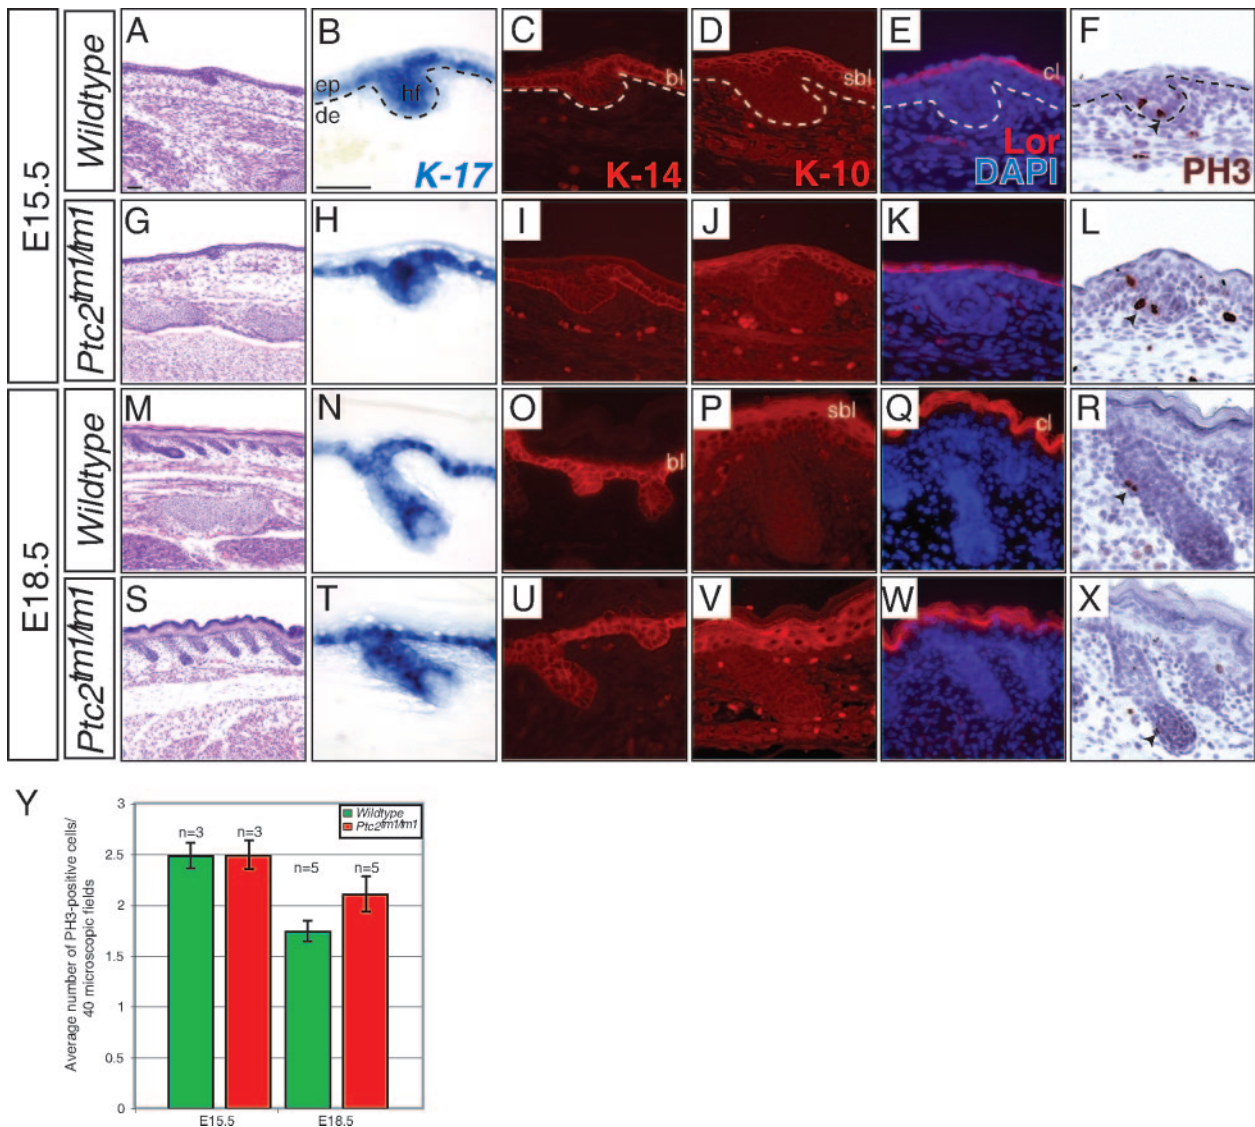 E15.5
Wildtype
A
B
ep
de
hf
K-17
C
bl
K-14
D
sbl
K-10
E
cl
Lor
DAPI
F
PH3
Ptc2tm1/tm1
G
H
I
J
K
L
E18.5
Wildtype
M
N
O
bl
P
sbl
Q
cl
R
Ptc2tm1/tm1
S
T
U
V
W
X
Y
Average number of PH3-positive cells/
40 microscopic fields
3
2.5
2
1.5
1
0.5
0
n=3
n=3
n=5
n=5
Wildtype
Ptc2tm1/tm1
E15.5
E18.5